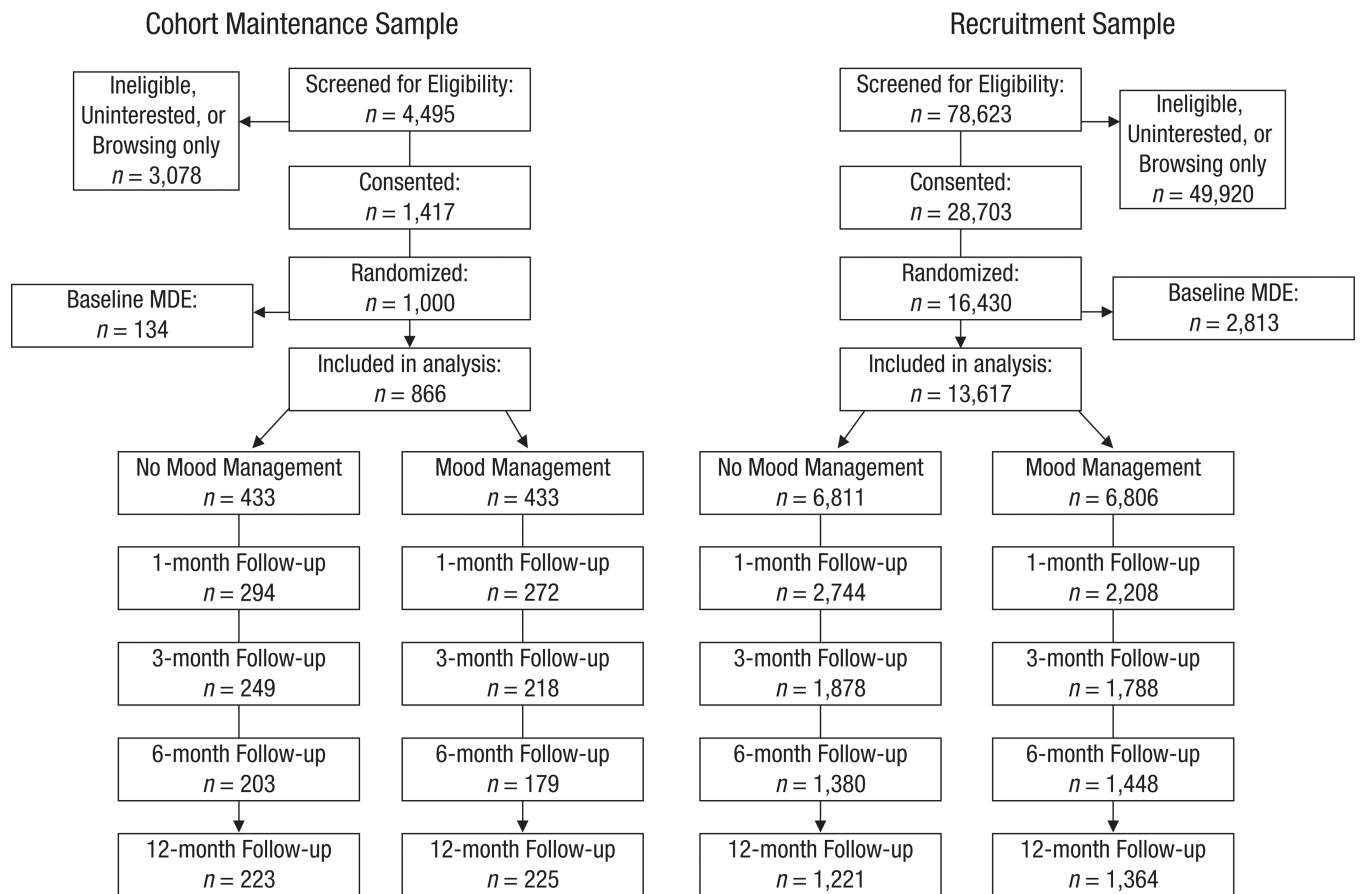 Cohort Maintenance Sample
Ineligible,
Uninterested, or
Browsing only
n = 3,078
Screened for Eligibility:
n = 4,495
Consented:
n = 1,417
Randomized:
n = 1,000
Baseline MDE:
n = 134
Included in analysis:
n = 866
No Mood Management
n = 433
1-month Follow-up
n = 294
3-month Follow-up
n = 249
6-month Follow-up
n = 203
12-month Follow-up
n = 223
Mood Management
n = 433
1-month Follow-up
n = 272
3-month Follow-up
n = 218
6-month Follow-up
n = 179
12-month Follow-up
n = 225
Recruitment Sample
Screened for Eligibility:
n = 78,623
Ineligible,
Uninterested, or
Browsing only
n = 49,920
Consented:
n = 28,703
Randomized:
n = 16,430
Baseline MDE:
n = 2,813
Included in analysis:
n = 13,617
No Mood Management
n = 6,811
1-month Follow-up
n = 2,744
3-month Follow-up
n = 1,878
6-month Follow-up
n = 1,380
12-month Follow-up
n = 1,221
Mood Management
n = 6,806
1-month Follow-up
n = 2,208
3-month Follow-up
n = 1,788
6-month Follow-up
n = 1,448
12-month Follow-up
n = 1,364